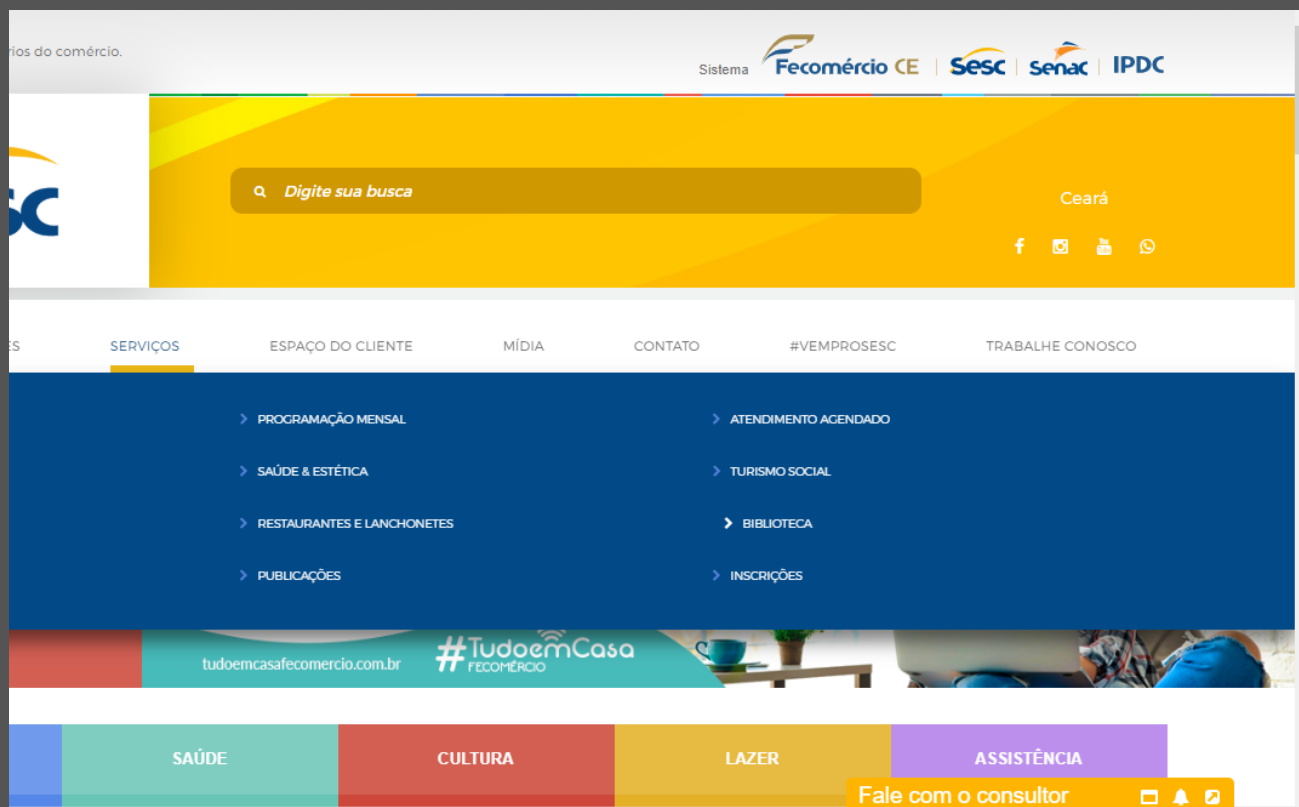 rios do comércio.
Sistema Fecomércio CE Sesc Senac IPDC
sc
Digite sua busca
Ceará
ES SERVIÇOS ESPAÇO DO CLIENTE MÍDIA CONTATO #VEMPROSESC TRABALHE CONOSCO
PROGRAMAÇÃO MENSAL ATENDIMENTO AGENDADO
SAÚDE & ESTÉTICA TURISMO SOCIAL
RESTAURANTES E LANCHONETES BIBLIOTECA
PUBLICAÇÕES INSCRIÇÕES
tudoemcasafecomercio.com.br #TudoemCasa
FECOMÉRCIO
SAÚDE CULTURA LAZER ASSISTÊNCIA
Fale com o consultor